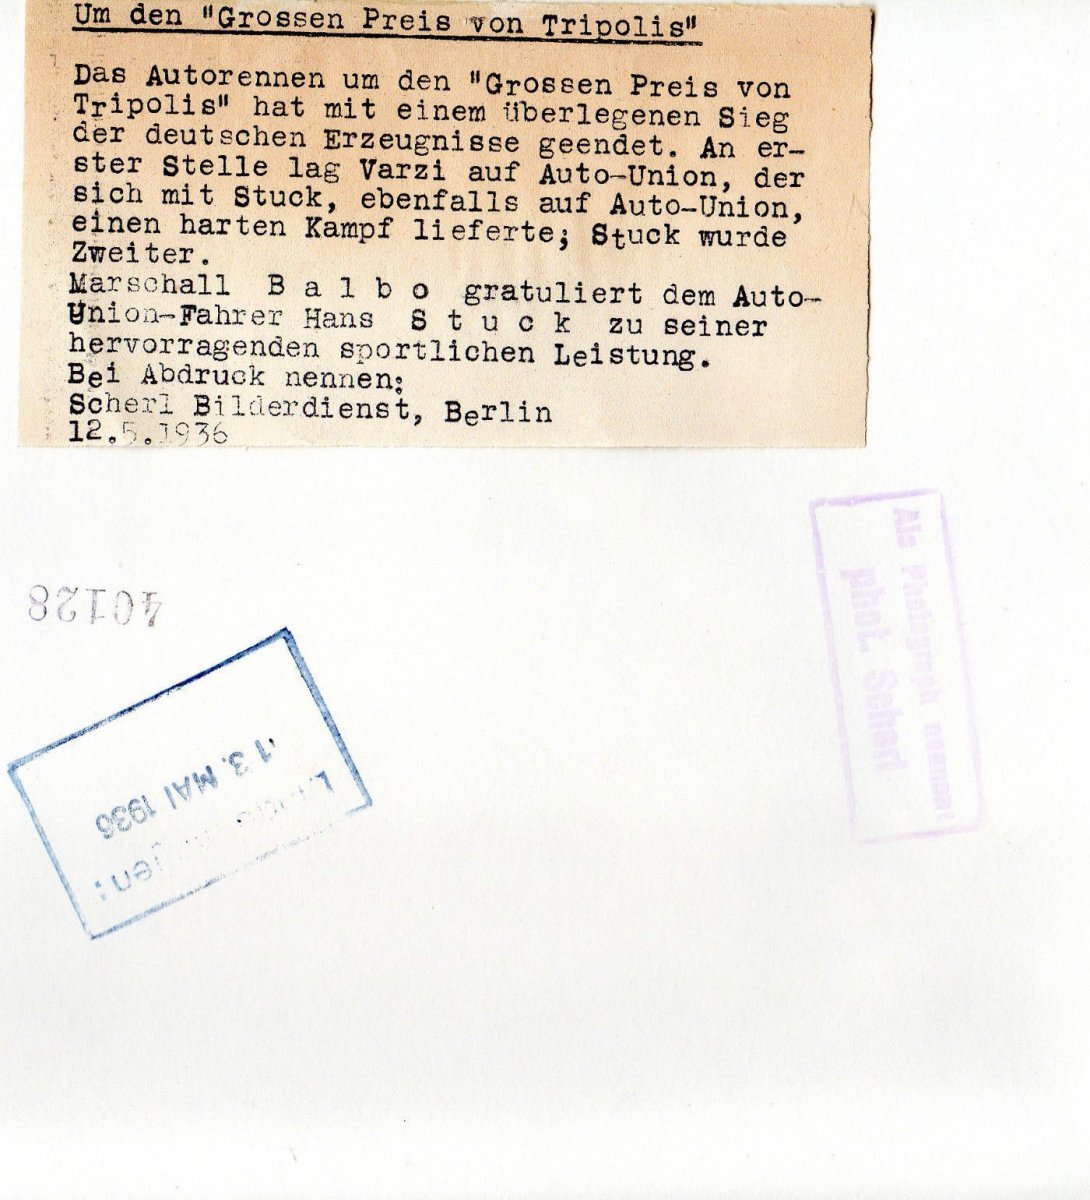 Um den "Grossen Preis von Tripolis"
Das Autorennen um den "Grossen Preis von
Tripolis" hat mit einem überlegenen Sieg
der deutschen Erzeugnisse geendet. An er-
ster Stelle lag Varzi auf Auto-Union, der
sich mit Stuck, ebenfalls auf Auto-Union,
einen harten Kampf lieferte; Stuck wurde
Zweiter.
Marschall B a l b o gratuliert dem Auto-
Union-Fahrer Hans S t u c k zu seiner
hervorragenden sportlichen Leistung.
Bei Abdruck nennen:
Scherl Bilderdienst, Berlin
12.5.1936
Als Photograph nennen:
phot. Scherl
40128
13. MAI 1936